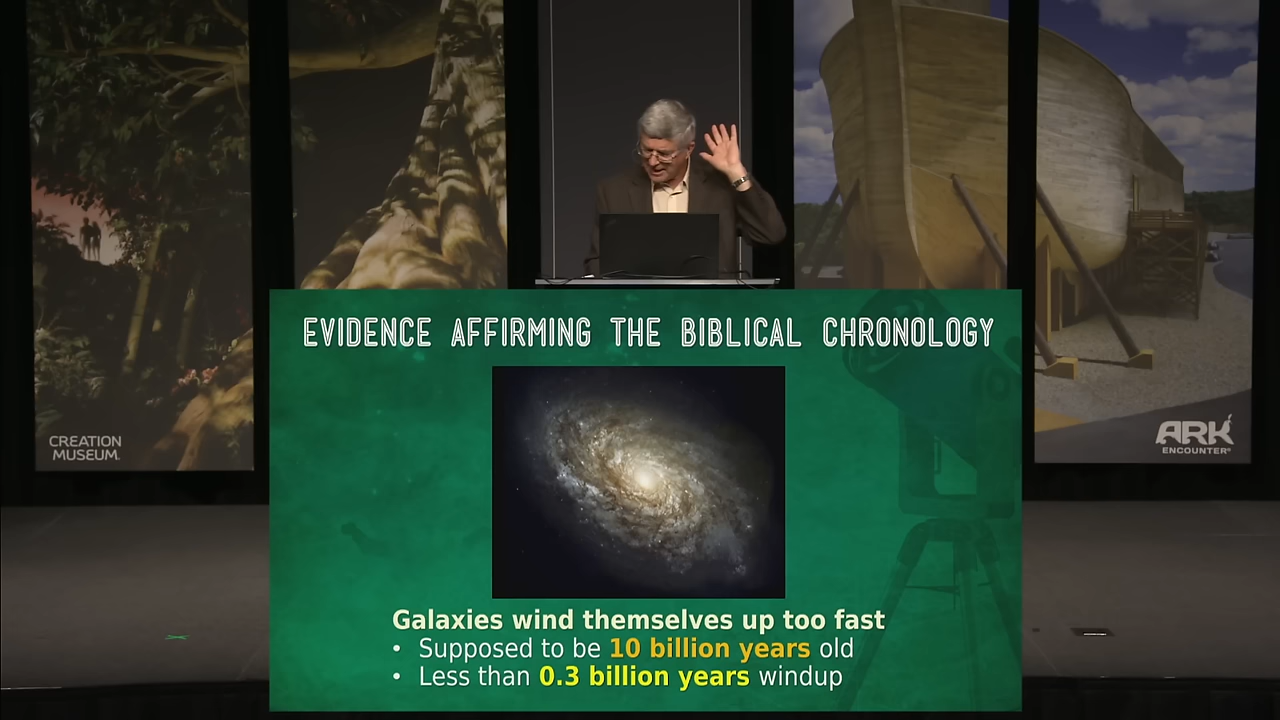 CREATION
MUSEUM.
ARK
ENCOUNTER®
EVIDENCE AFFIRMING THE BIBLICAL CHRONOLOGY
Galaxies wind themselves up too fast
• Supposed to be 10 billion years old
• Less than 0.3 billion years windup